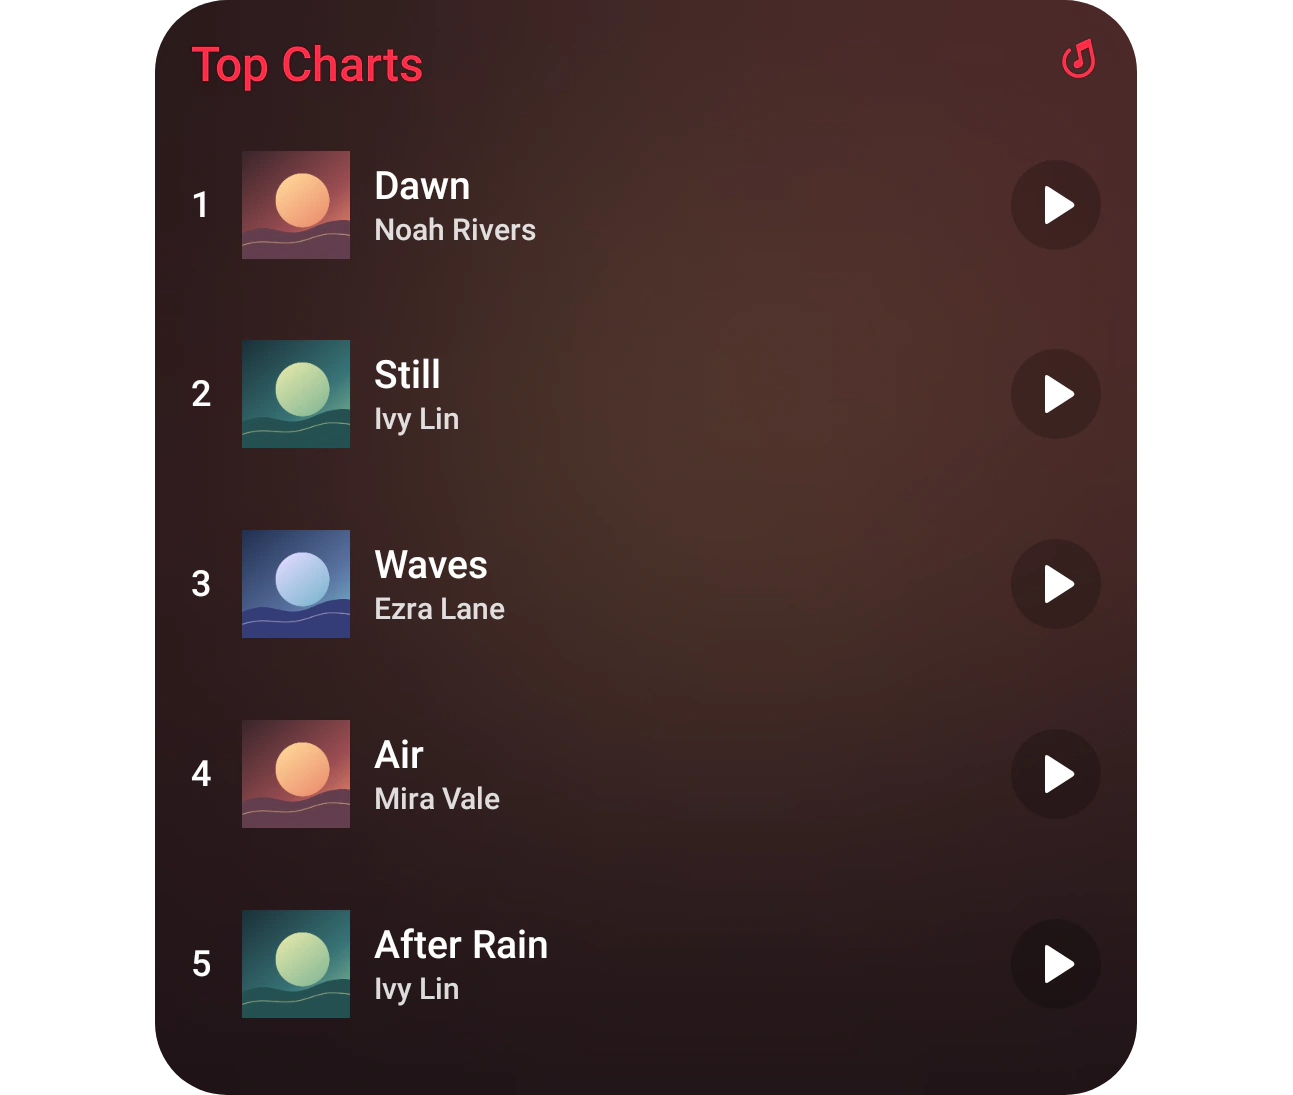 Top Charts
1
Dawn
Noah Rivers
2
Still
Ivy Lin
3
Waves
Ezra Lane
4
Air
Mira Vale
5
After Rain
Ivy Lin